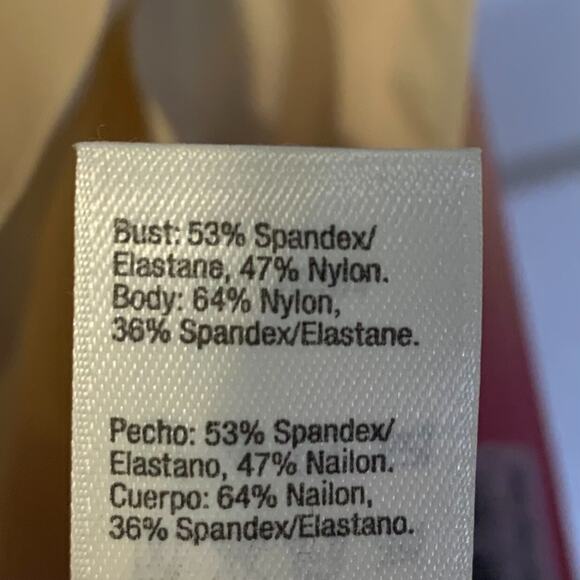 Bust: 53% Spandex/
Elastane, 47% Nylon.
Body: 64% Nylon,
36% Spandex/Elastane.
Pecho: 53% Spandex/
Elastano, 47% Nailon.
Cuerpo: 64% Nailon,
36% Spandex/Elastano.